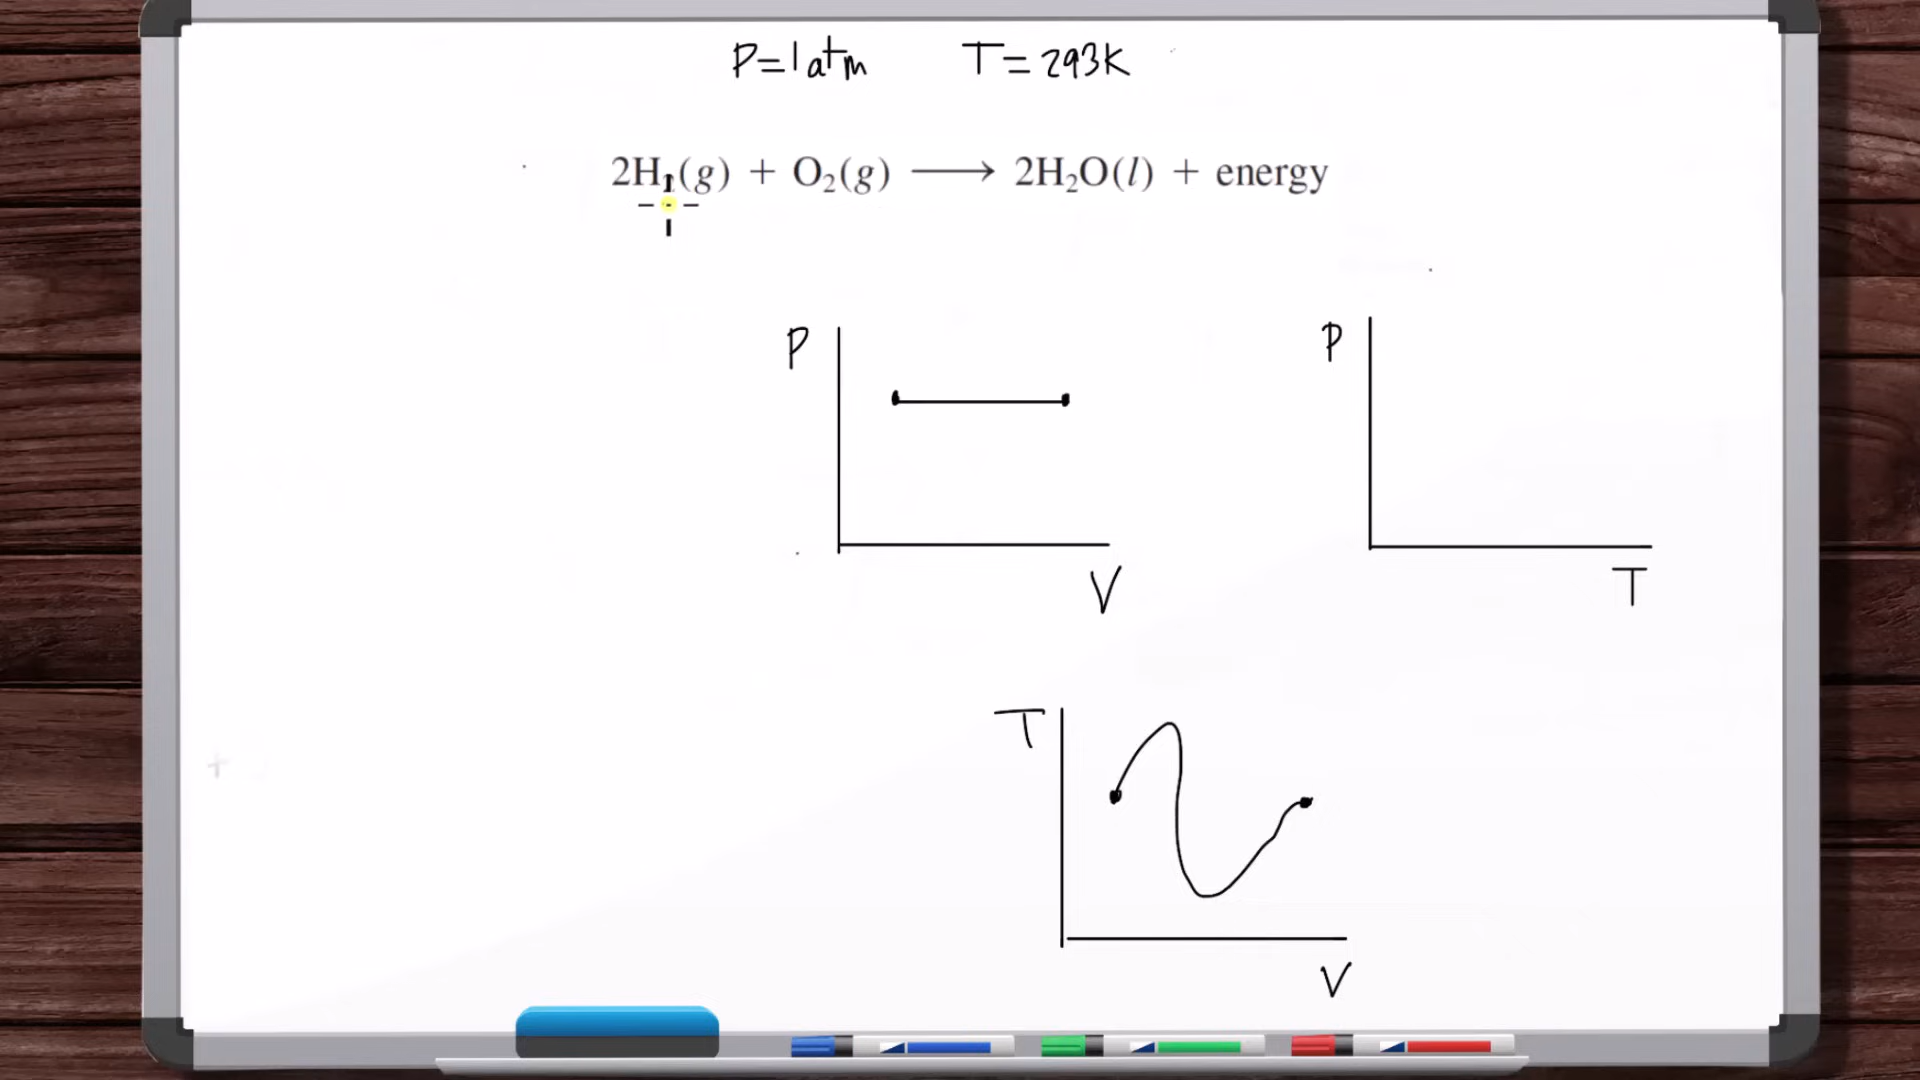 P=1atm T=293K
2H₂(g) + O₂(g) ⟶ 2H₂O(l) + energy
P P
V T
T
V